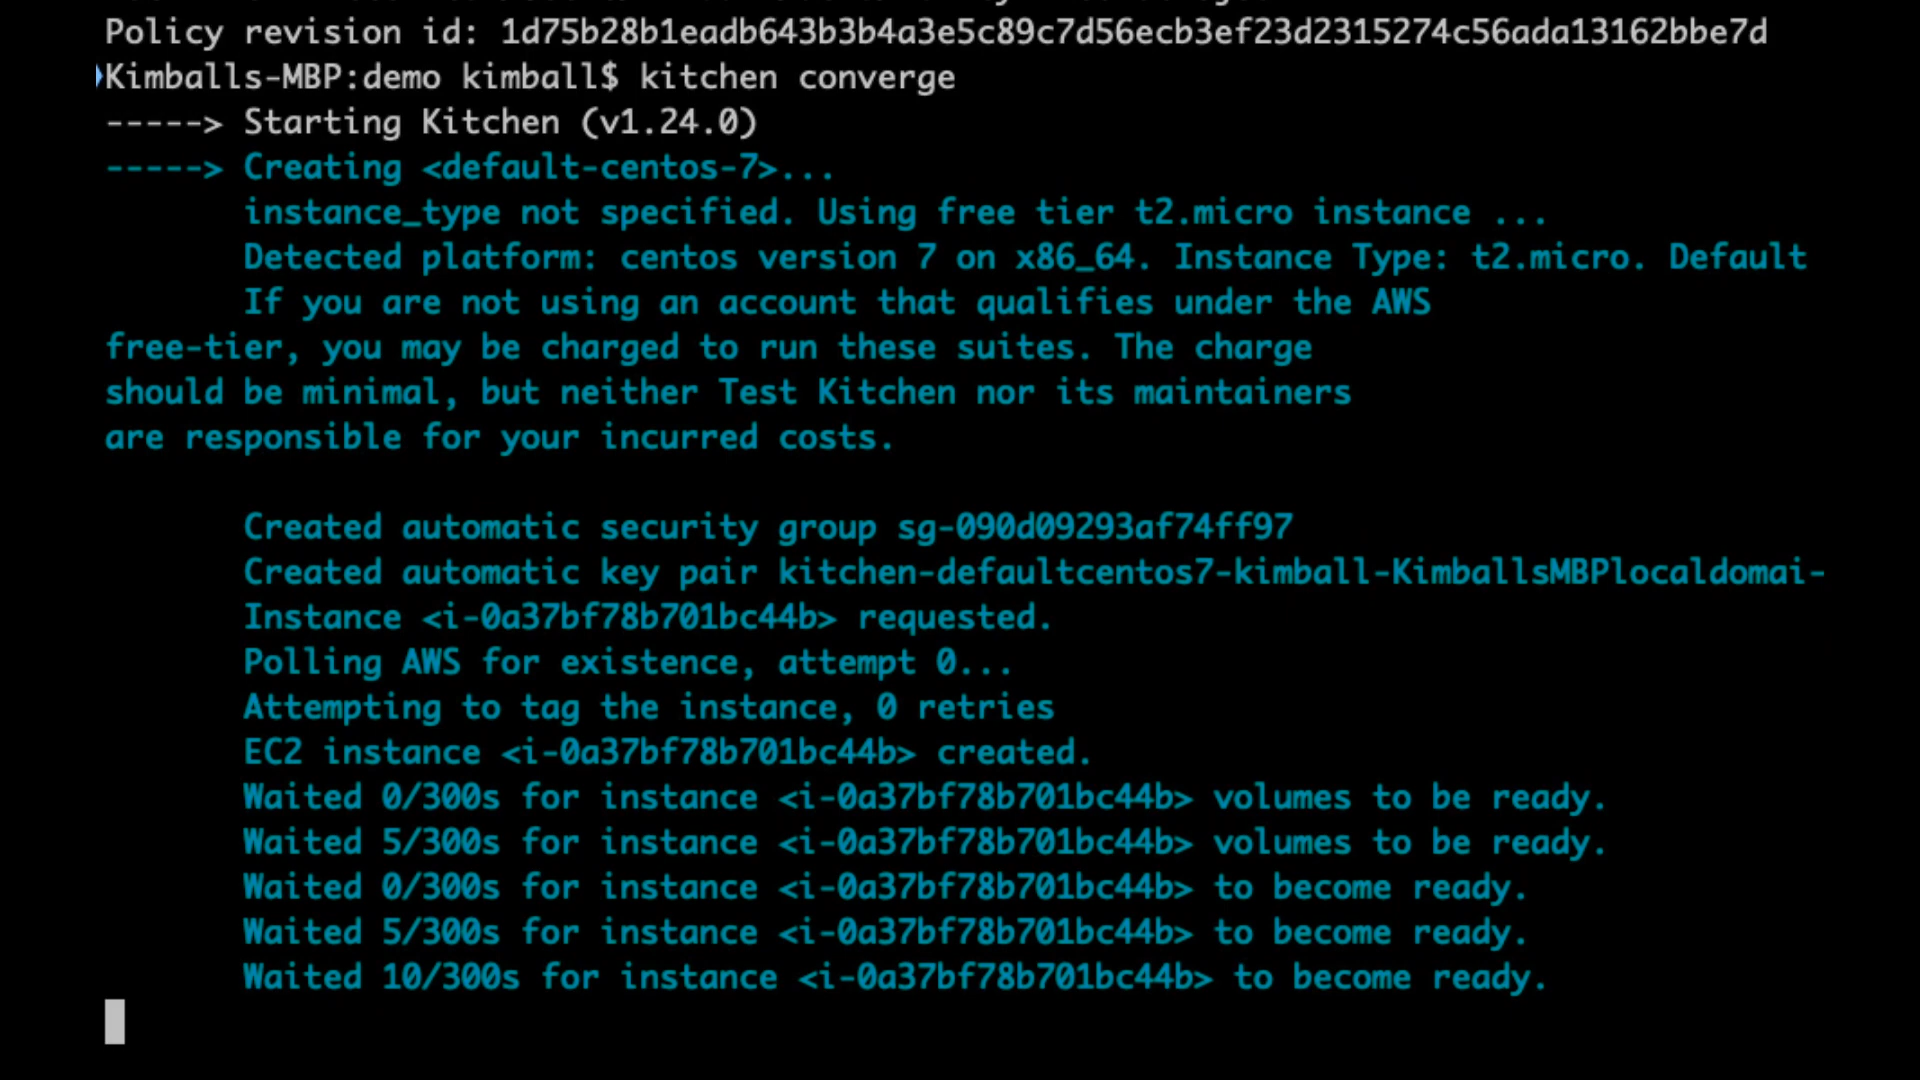 Policy revision id: 1d75b28b1eadb643b3b4a3e5c89c7d56ecb3ef23d2315274c56ada13162bbe7d
Kimballs-MBP:demo kimball$ kitchen converge
-----> Starting Kitchen (v1.24.0)
-----> Creating <default-centos-7>...
instance_type not specified. Using free tier t2.micro instance ...
Detected platform: centos version 7 on x86_64. Instance Type: t2.micro. Default
If you are not using an account that qualifies under the AWS
free-tier, you may be charged to run these suites. The charge
should be minimal, but neither Test Kitchen nor its maintainers
are responsible for your incurred costs.
Created automatic security group sg-090d09293af74ff97
Created automatic key pair kitchen-defaultcentos7-kimball-KimballsMBPlocaldomai-
Instance <i-0a37bf78b701bc44b> requested.
Polling AWS for existence, attempt 0...
Attempting to tag the instance, 0 retries
EC2 instance <i-0a37bf78b701bc44b> created.
Waited 0/300s for instance <i-0a37bf78b701bc44b> volumes to be ready.
Waited 5/300s for instance <i-0a37bf78b701bc44b> volumes to be ready.
Waited 0/300s for instance <i-0a37bf78b701bc44b> to become ready.
Waited 5/300s for instance <i-0a37bf78b701bc44b> to become ready.
Waited 10/300s for instance <i-0a37bf78b701bc44b> to become ready.